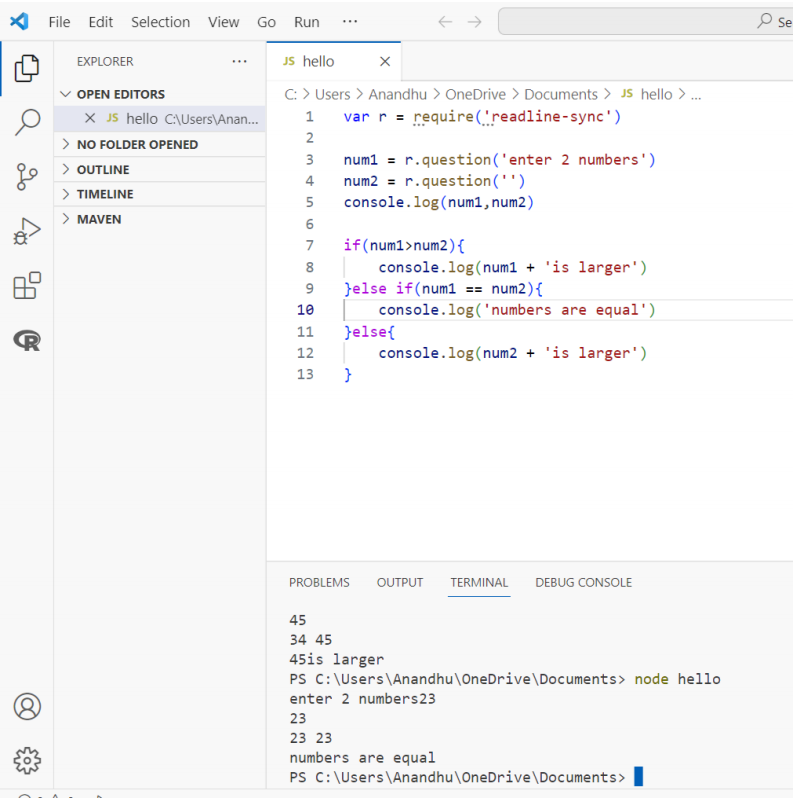 File Edit Selection View Go Run ··· ← → Se
EXPLORER ···
OPEN EDITORS
× JS hello C:\Users\Anan...
NO FOLDER OPENED
OUTLINE
TIMELINE
MAVEN
JS hello ×
C: > Users > Anandhu > OneDrive > Documents > JS hello > ...
1 var r = require('readline-sync')
2
3 num1 = r.question('enter 2 numbers')
4 num2 = r.question('')
5 console.log(num1,num2)
6
7 if(num1>num2){
8 console.log(num1 + 'is larger')
9 }else if(num1 == num2){
10 console.log('numbers are equal')
11 }else{
12 console.log(num2 + 'is larger')
13 }
PROBLEMS OUTPUT TERMINAL DEBUG CONSOLE
45
34 45
45is larger
PS C:\Users\Anandhu\OneDrive\Documents> node hello
enter 2 numbers23
23
23 23
numbers are equal
PS C:\Users\Anandhu\OneDrive\Documents>